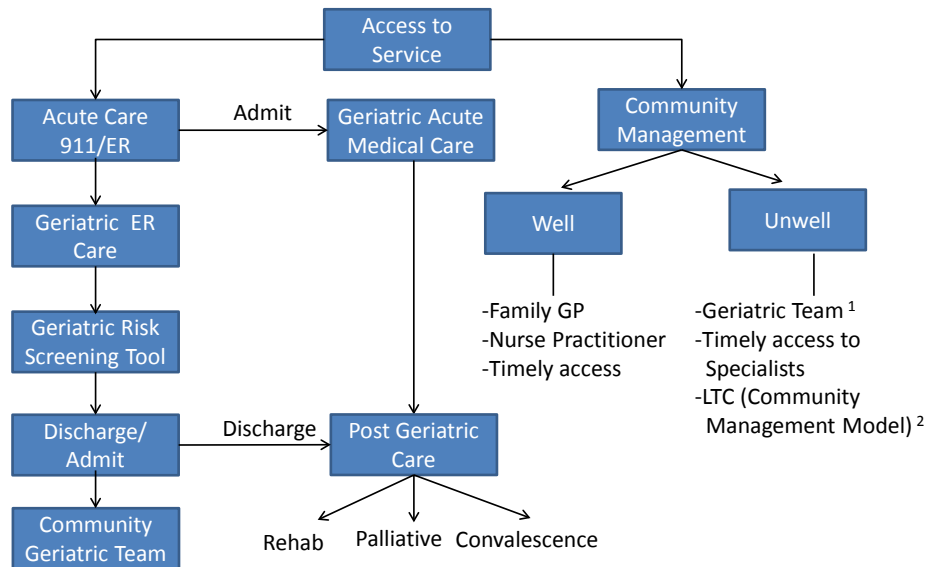 Access to
Service
Acute Care
911/ER
Admit
Geriatric Acute
Medical Care
Community
Management
Geriatric ER
Care
Well
Unwell
Geriatric Risk
Screening Tool
-Family GP
-Nurse Practitioner
-Timely access
-Geriatric Team 1
-Timely access to
Specialists
-LTC (Community
Management Model) 2
Discharge/
Admit
Discharge
Post Geriatric
Care
Community
Geriatric Team
Rehab
Palliative
Convalescence